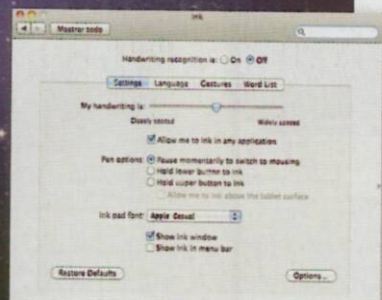 Ink
Mostrar todo
Handwriting recognition is: On Off
Settings Language Gestures Word List
My handwriting is:
Closely spaced Widely spaced
Allow me to Ink in any application
Pen options: Pause momentarily to switch to mousing
Hold lower button to ink
Hold upper button to ink
Allow me to ink above the tablet surface
Ink pad font: Apple Casual
Show Ink window
Show Ink in menu bar
Restore Defaults Options...